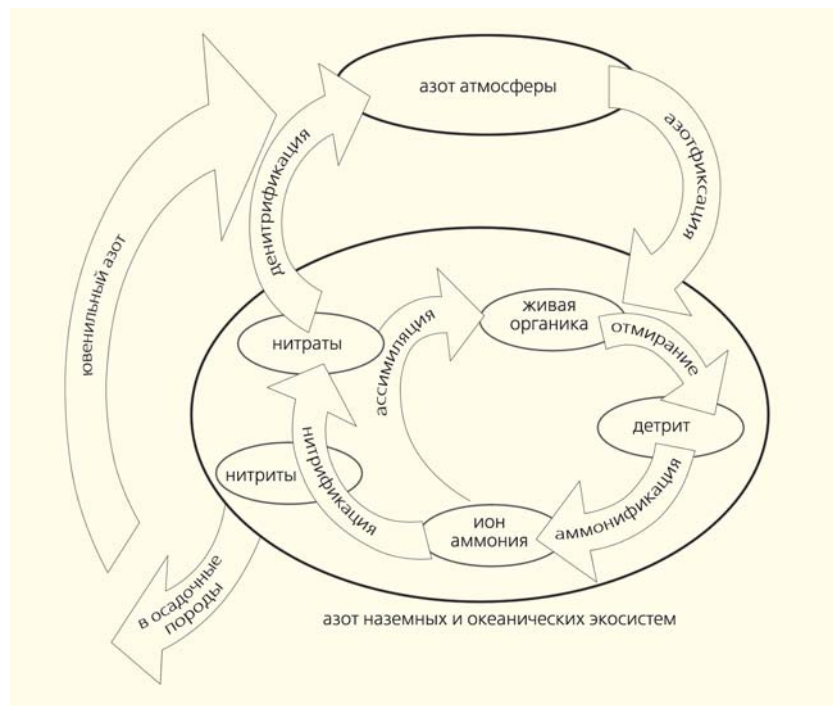 азот атмосферы
азотфиксация
денитрификация
ювенильный азот
живая
органика
отмирание
нитраты
ассимиляция
детрит
нитриты
нитрификация
ион
аммония
аммонификация
в осадочные
породы
азот наземных и океанических экосистем